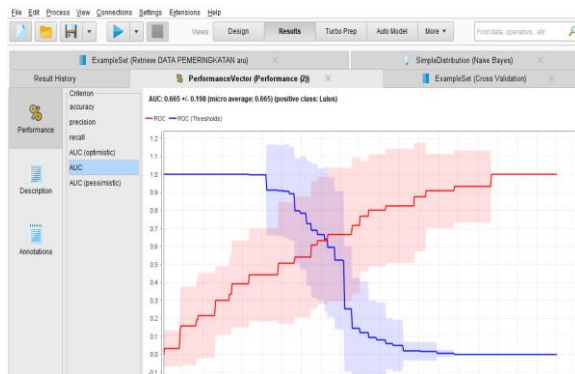 File Edit Process View Connections Settings Extensions Help
Views: Design Results Turbo Prep Auto Model More ▾ Find data, operators, etc
ExampleSet (Retrieve DATA PEMERINGKATAN aru) SimpleDistribution (Naive Bayes)
Result History PerformanceVector (Performance (2)) ExampleSet (Cross Validation)
Performance
Description
Annotations
Criterion
accuracy
precision
recall
AUC (optimistic)
AUC
AUC (pessimistic)
AUC: 0.665 +/- 0.198 (micro average: 0.665) (positive class: Lulus)
ROC ROC (Thresholds)
1.2
1.1
1.0
0.9
0.8
0.7
0.6
0.5
0.4
0.3
0.2
0.1
0.0
-0.1